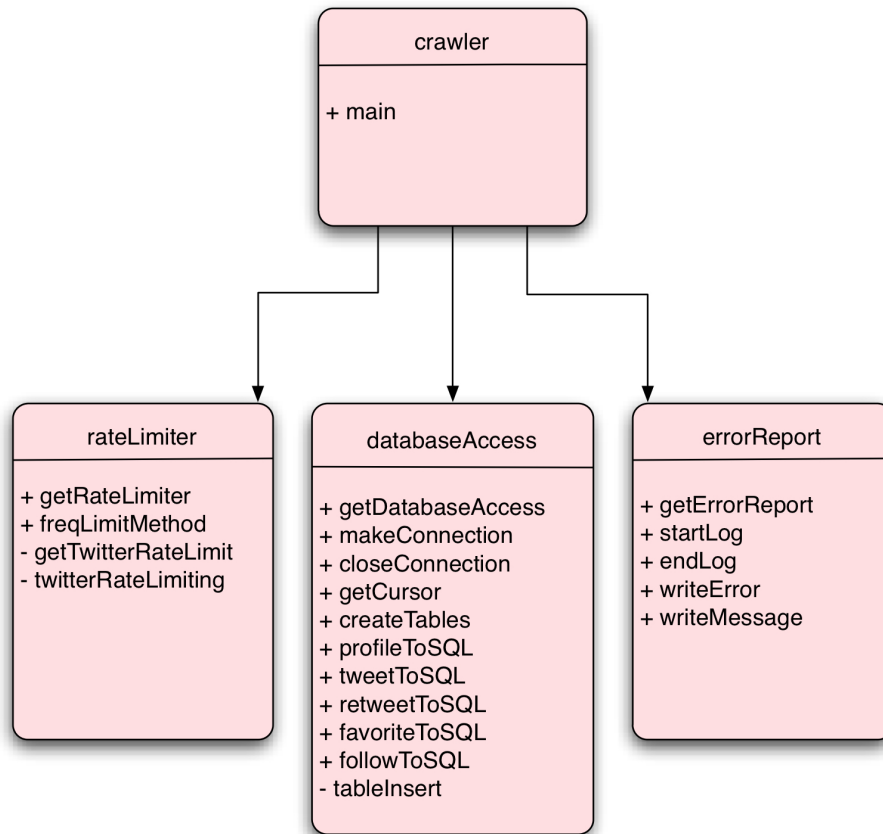 crawler
+ main
rateLimiter
+ getRateLimiter
+ freqLimitMethod
- getTwitterRateLimit
- twitterRateLimiting
databaseAccess
+ getDatabaseAccess
+ makeConnection
+ closeConnection
+ getCursor
+ createTables
+ profileToSQL
+ tweetToSQL
+ retweetToSQL
+ favoriteToSQL
+ followToSQL
- tableInsert
errorReport
+ getErrorReport
+ startLog
+ endLog
+ writeError
+ writeMessage